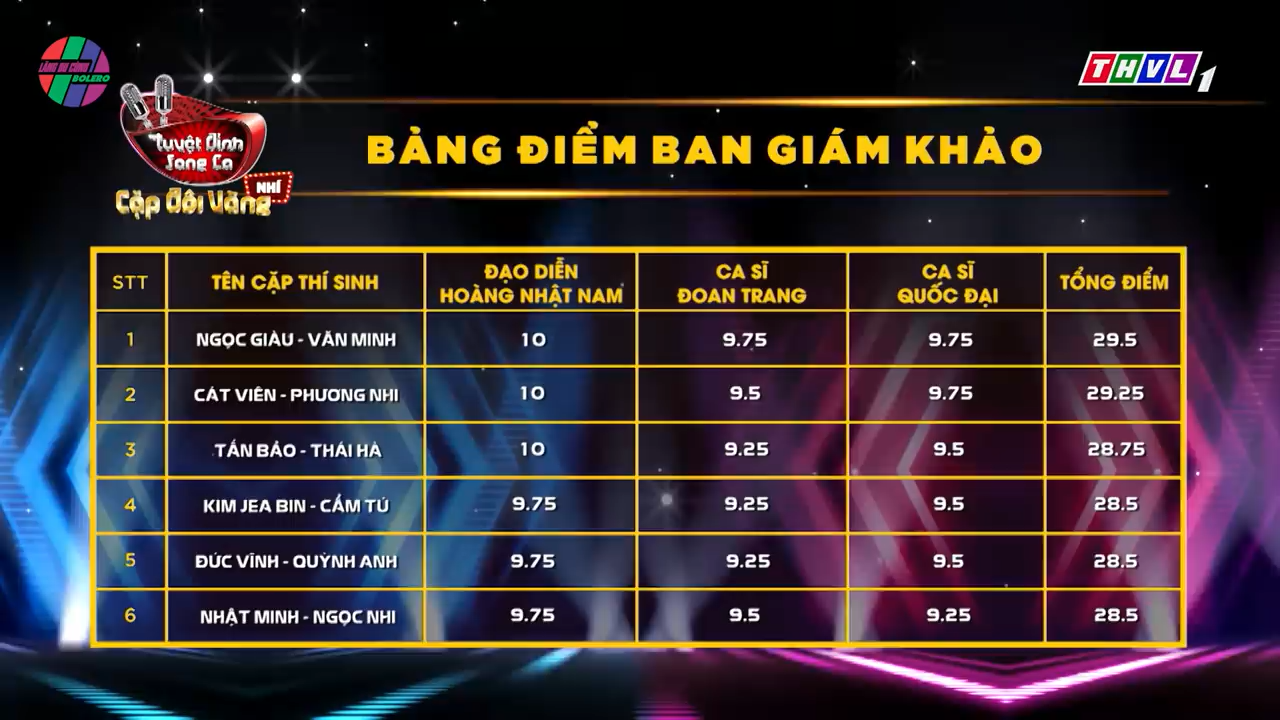 LÃNG DU CÙNG
BOLERO
THVL1
Tuyệt Đỉnh
Song Ca
NHÍ
Cặp Đôi Vàng
BẢNG ĐIỂM BAN GIÁM KHẢO
STT TÊN CẶP THÍ SINH ĐẠO DIỄN HOÀNG NHẬT NAM CA SĨ ĐOAN TRANG CA SĨ QUỐC ĐẠI TỔNG ĐIỂM
1 NGỌC GIÀU - VĂN MINH 10 9.75 9.75 29.5
2 CÁT VIÊN - PHƯƠNG NHI 10 9.5 9.75 29.25
3 TẤN BẢO - THÁI HÀ 10 9.25 9.5 28.75
4 KIM JEA BIN - CẨM TÚ 9.75 9.25 9.5 28.5
5 ĐỨC VĨNH - QUỲNH ANH 9.75 9.25 9.5 28.5
6 NHẬT MINH - NGỌC NHI 9.75 9.5 9.25 28.5